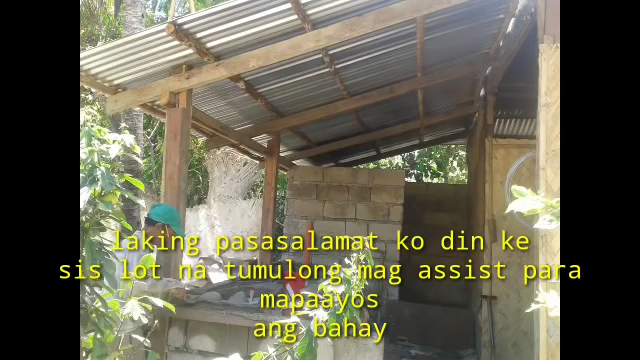 laking pasasalamat ko din ke
sis lot na tumulong mag assist para
mapaayos
ang bahay